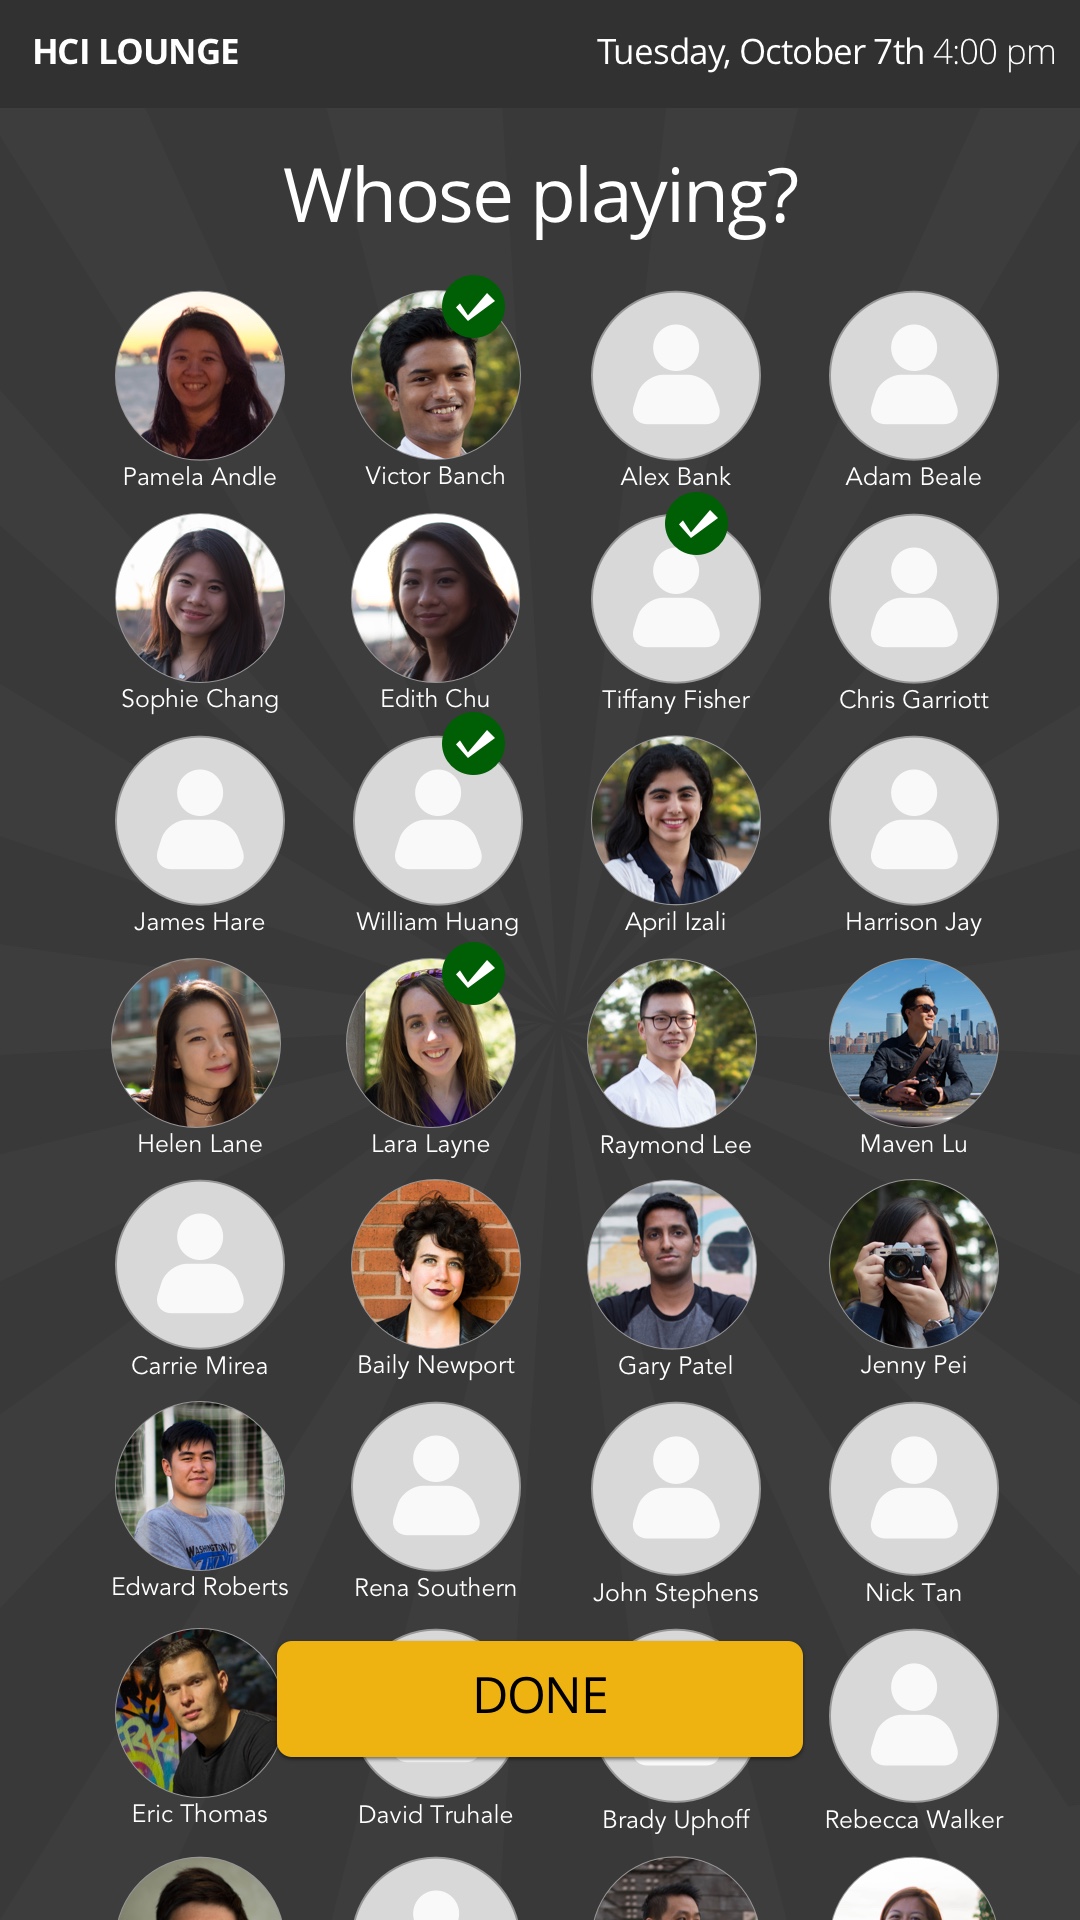 HCI LOUNGE
Tuesday, October 7th 4:00 pm
Whose playing?
Pamela Andle
Victor Banch
Alex Bank
Adam Beale
Sophie Chang
Edith Chu
Tiffany Fisher
Chris Garriott
James Hare
William Huang
April Izali
Harrison Jay
Helen Lane
Lara Layne
Raymond Lee
Maven Lu
Carrie Mirea
Baily Newport
Gary Patel
Jenny Pei
Edward Roberts
Rena Southern
John Stephens
Nick Tan
DONE
Eric Thomas
David Truhale
Brady Uphoff
Rebecca Walker